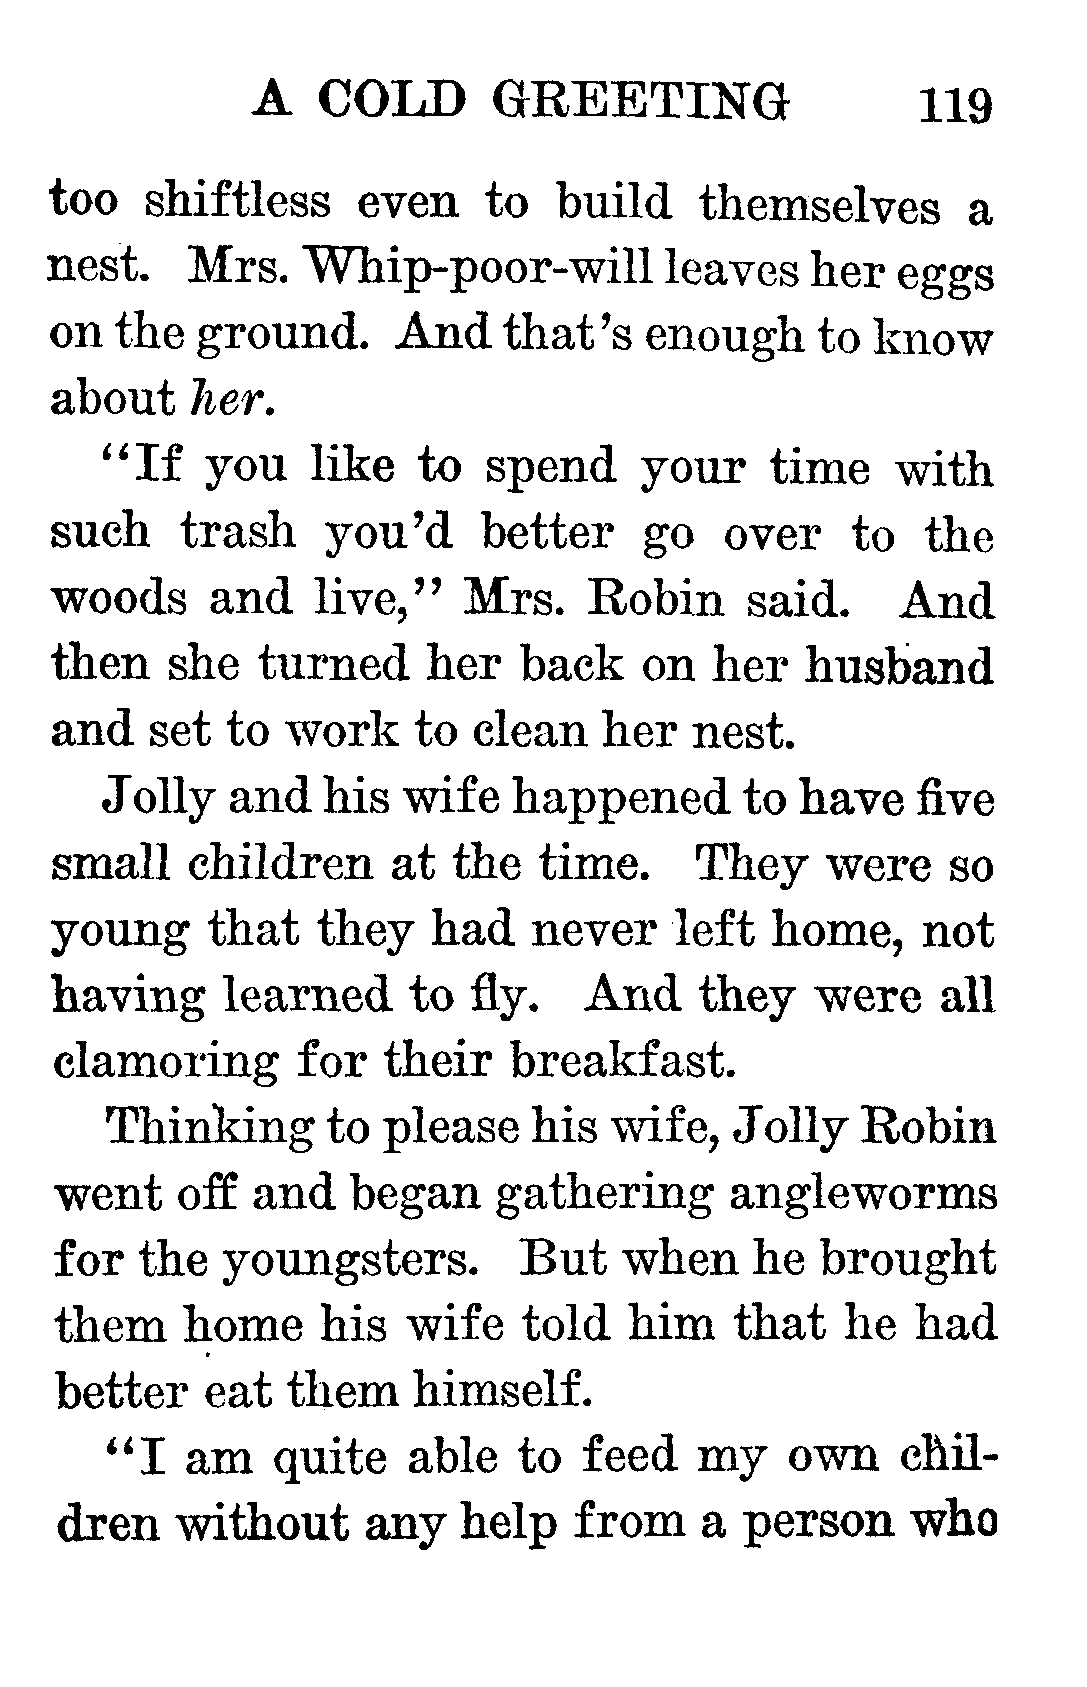 A COLD GREETING 119
too shiftless even to build themselves a
nest. Mrs. Whip-poor-will leaves her eggs
on the ground. And that's enough to know
about her.
"If you like to spend your time with
such trash you'd better go over to the
woods and live," Mrs. Robin said. And
then she turned her back on her husband
and set to work to clean her nest.
Jolly and his wife happened to have five
small children at the time. They were so
young that they had never left home, not
having learned to fly. And they were all
clamoring for their breakfast.
Thinking to please his wife, Jolly Robin
went off and began gathering angleworms
for the youngsters. But when he brought
them home his wife told him that he had
better eat them himself.
"I am quite able to feed my own chil-
dren without any help from a person who